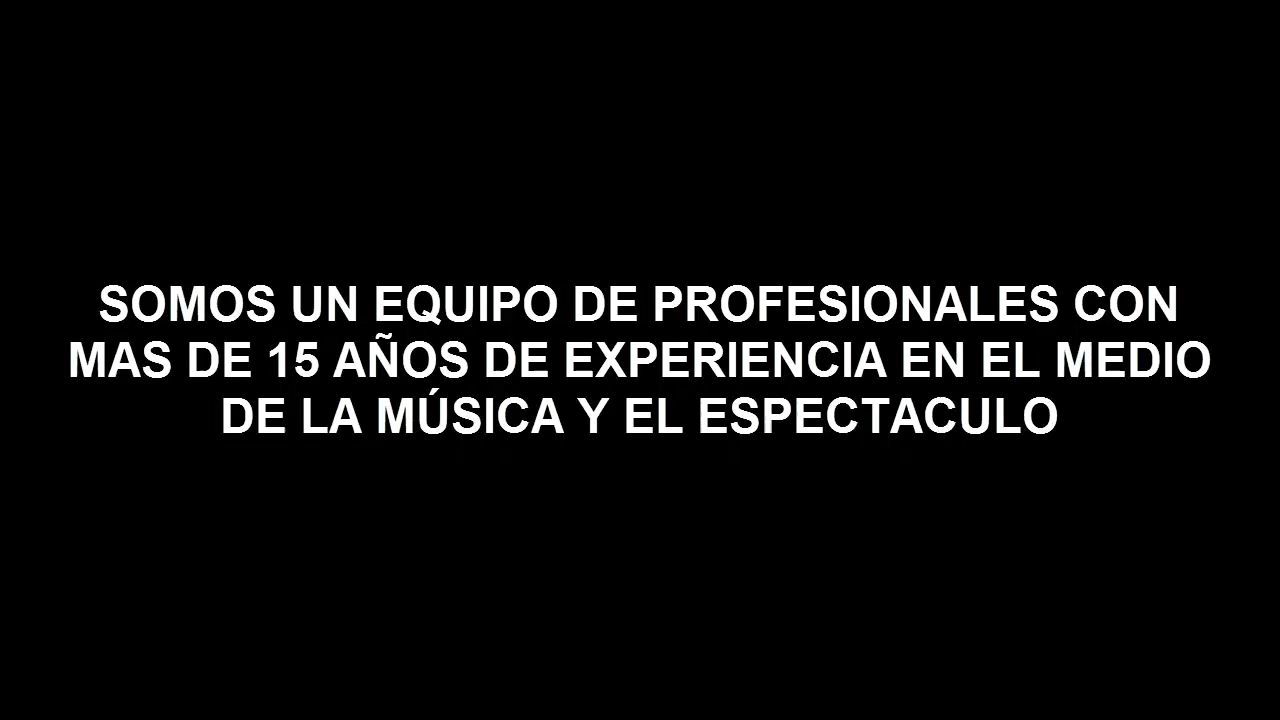 SOMOS UN EQUIPO DE PROFESIONALES CON
MAS DE 15 AÑOS DE EXPERIENCIA EN EL MEDIO
DE LA MÚSICA Y EL ESPECTACULO